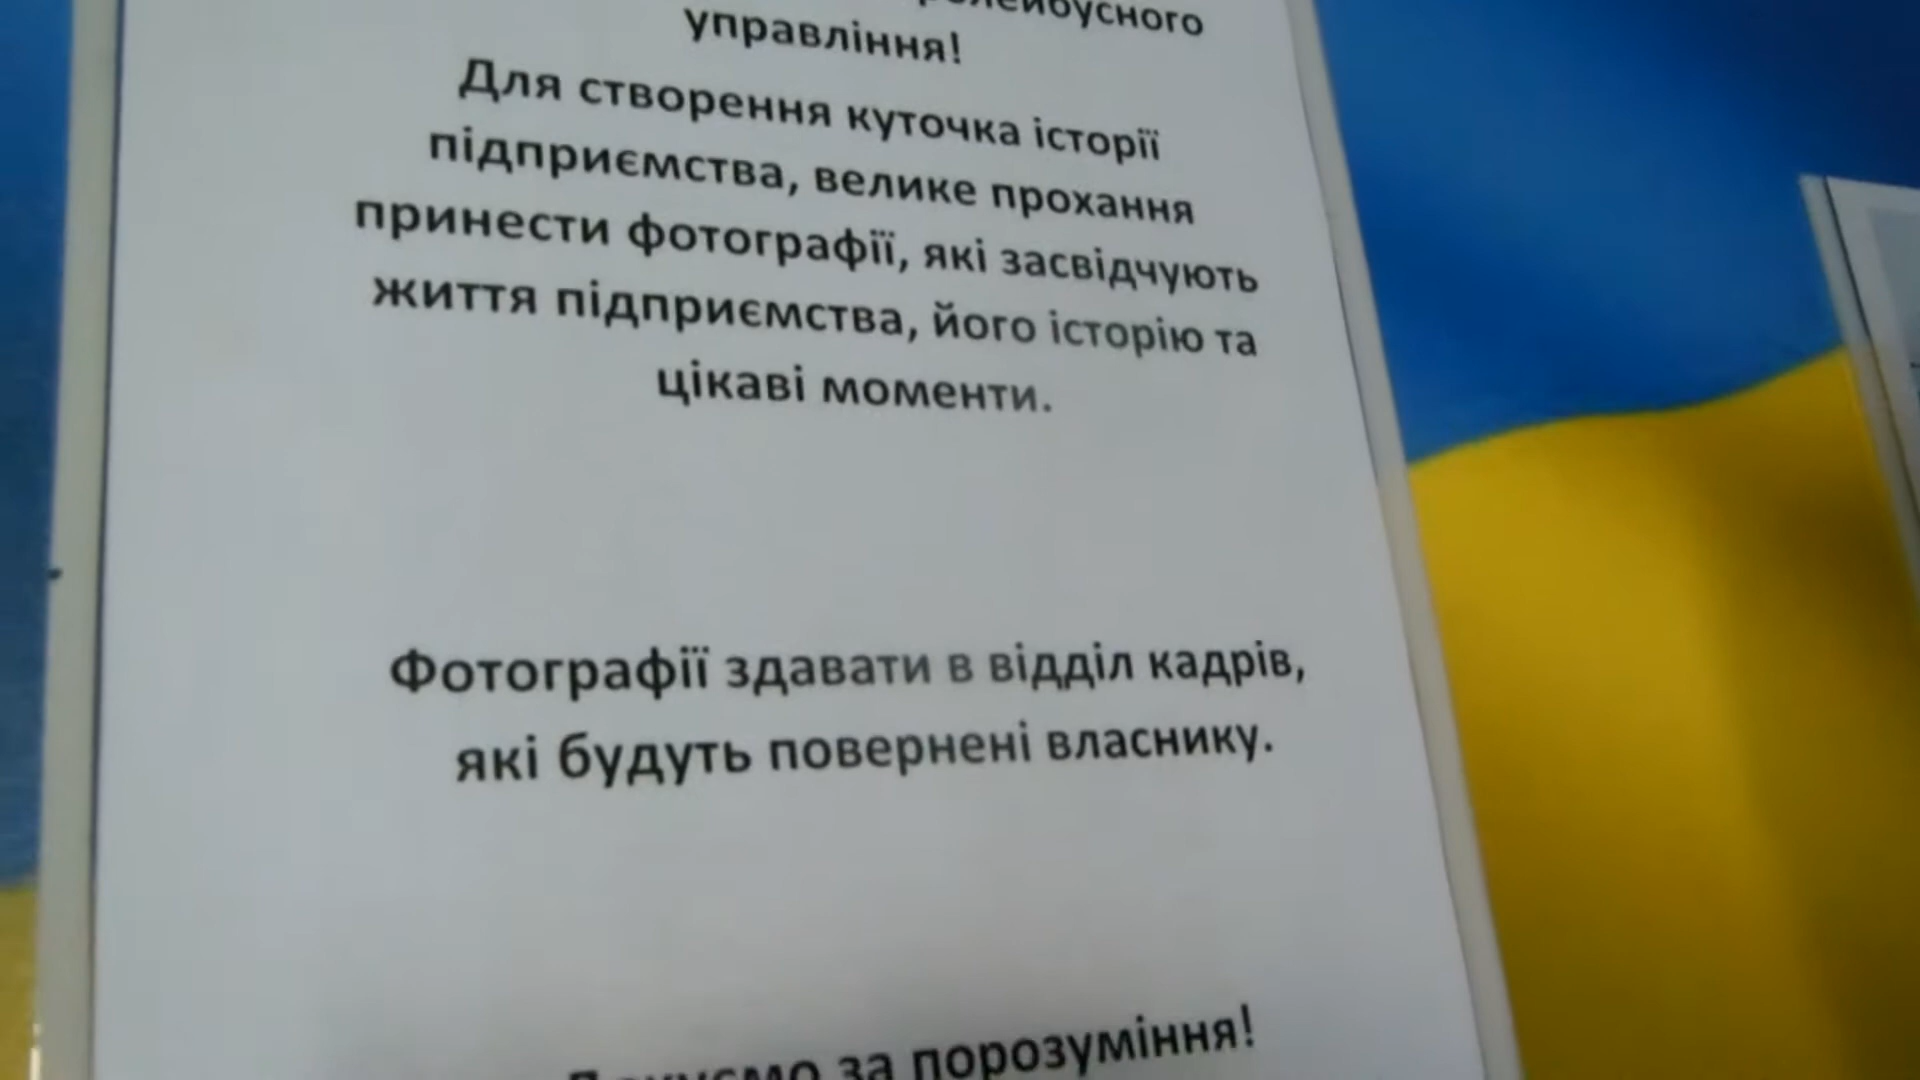 управління!
Для створення куточка історії
підприємства, велике прохання
принести фотографії, які засвідчують
життя підприємства, його історію та
цікаві моменти.
Фотографії здавати в відділ кадрів,
які будуть повернені власнику.
Дякуємо за порозуміння!